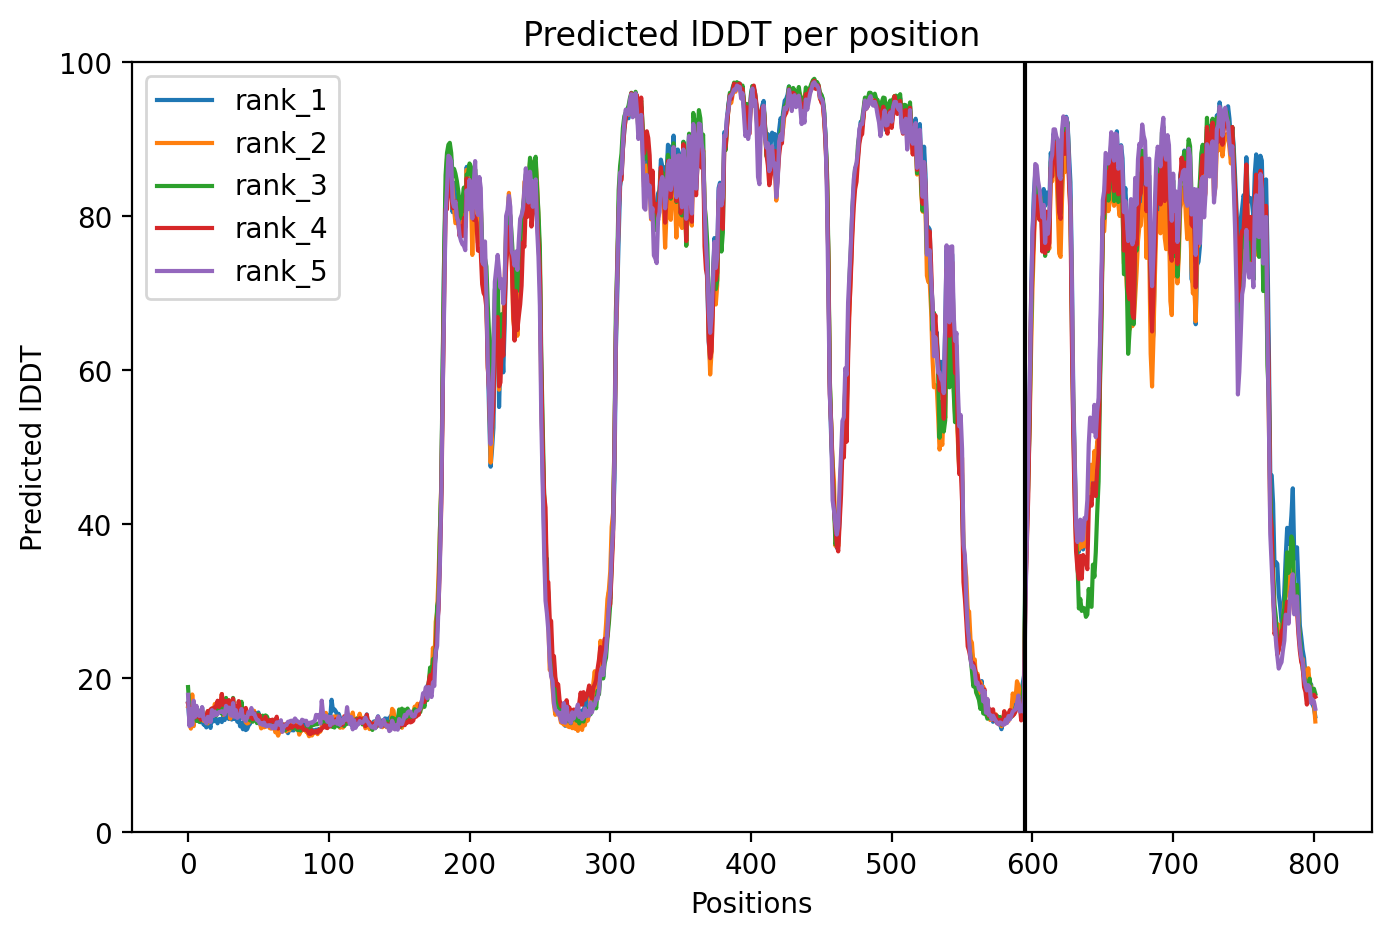 Predicted lDDT per position
100
80
60
40
20
0
Predicted lDDT
rank_1
rank_2
rank_3
rank_4
rank_5
0 100 200 300 400 500 600 700 800
Positions